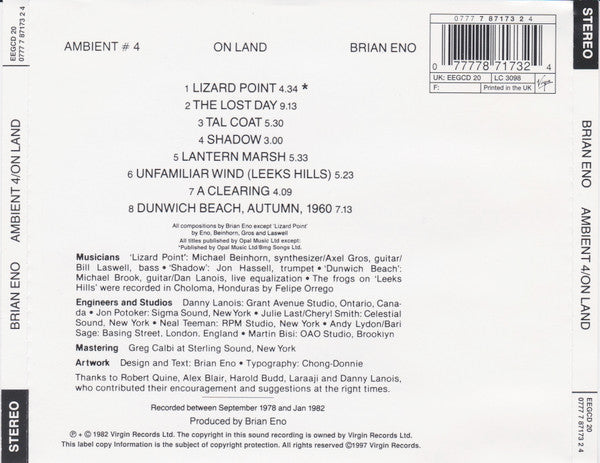 STEREO
EEGCD 20
0777 7 87173 2 4
BRIAN ENO AMBIENT 4/ON LAND
AMBIENT # 4 ON LAND BRIAN ENO
0777 7 87173 2 4
0 07778 71732 4
UK: EEGCD 20 LC 3098
F: Printed in the UK
Virgin
1 LIZARD POINT 4.34 *
2 THE LOST DAY 9.13
3 TAL COAT 5.30
4 SHADOW 3.00
5 LANTERN MARSH 5.33
6 UNFAMILIAR WIND (LEEKS HILLS) 5.23
7 A CLEARING 4.09
8 DUNWICH BEACH, AUTUMN, 1960 7.13
All compositions by Brian Eno except 'Lizard Point'
by Eno, Beinhorn, Gros and Laswell
All titles published by Opal Music Ltd except:
*Published by Opal Music Ltd/Bmg Songs Ltd.
Musicians 'Lizard Point': Michael Beinhorn, synthesizer/Axel Gros, guitar/
Bill Laswell, bass • 'Shadow': Jon Hassell, trumpet • 'Dunwich Beach':
Michael Brook, guitar/Dan Lanois, live equalization • The frogs on 'Leeks
Hills' were recorded in Choloma, Honduras by Felipe Orrego
Engineers and Studios Danny Lanois: Grant Avenue Studio, Ontario, Cana-
da • Jon Potoker: Sigma Sound, New York • Julie Last/Cheryl Smith: Celestial
Sound, New York • Neal Teeman: RPM Studio, New York • Andy Lydon/Bari
Sage: Basing Street, London, England • Martin Bisi: OAO Studio, Brooklyn
Mastering Greg Calbi at Sterling Sound, New York
Artwork Design and Text: Brian Eno • Typography: Chong-Donnie
Thanks to Robert Quine, Alex Blair, Harold Budd, Laraaji and Danny Lanois,
who contributed their encouragement and suggestions at the right times.
Recorded between September 1978 and Jan 1982
Produced by Brian Eno
℗ + © 1982 Virgin Records Ltd. The copyright in this sound recording is owned by Virgin Records Ltd.
This label copy Information is the subject of copyright protection. All rights reserved. ©1997 Virgin Records Ltd.
STEREO
BRIAN ENO AMBIENT 4/ON LAND
EEGCD 20
0777 7 87173 2 4